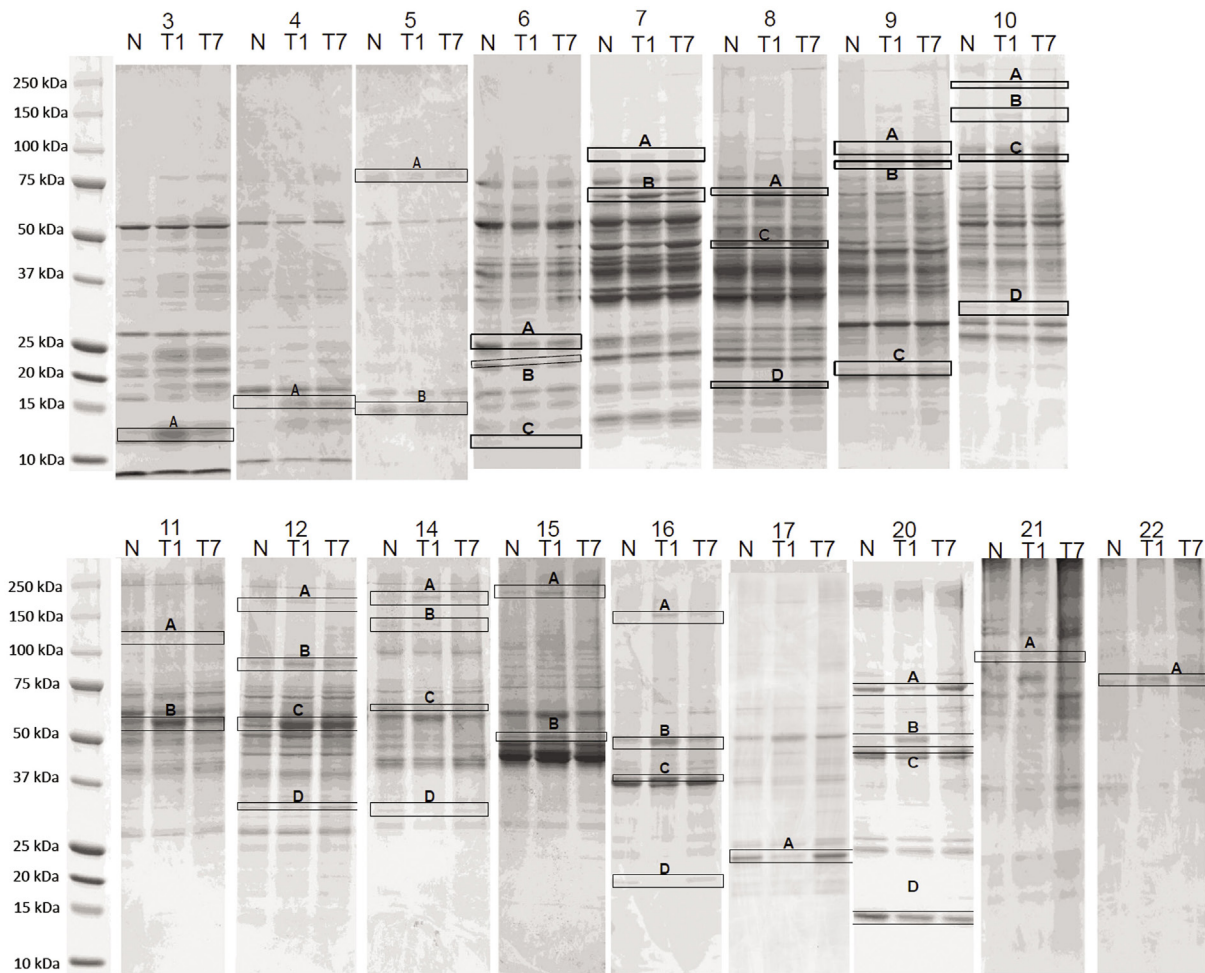 3 4 5 6 7 8 9 10
N T1 T7 N T1 T7 N T1 T7 N T1 T7 N T1 T7 N T1 T7 N T1 T7 N T1 T7
250 kDa A
150 kDa B
100 kDa A A C
75 kDa A B A B
50 kDa C
37 kDa D
25 kDa A
20 kDa B D C
15 kDa A A B C
10 kDa
11 12 14 15 16 17 20 21 22
N T1 T7 N T1 T7 N T1 T7 N T1 T7 N T1 T7 N T1 T7 N T1 T7 N T1 T7 N T1 T7
250 kDa A A A
150 kDa A B A
100 kDa B A
75 kDa C A A
50 kDa B C B B B
37 kDa D D C C
25 kDa A
20 kDa D D
15 kDa
10 kDa